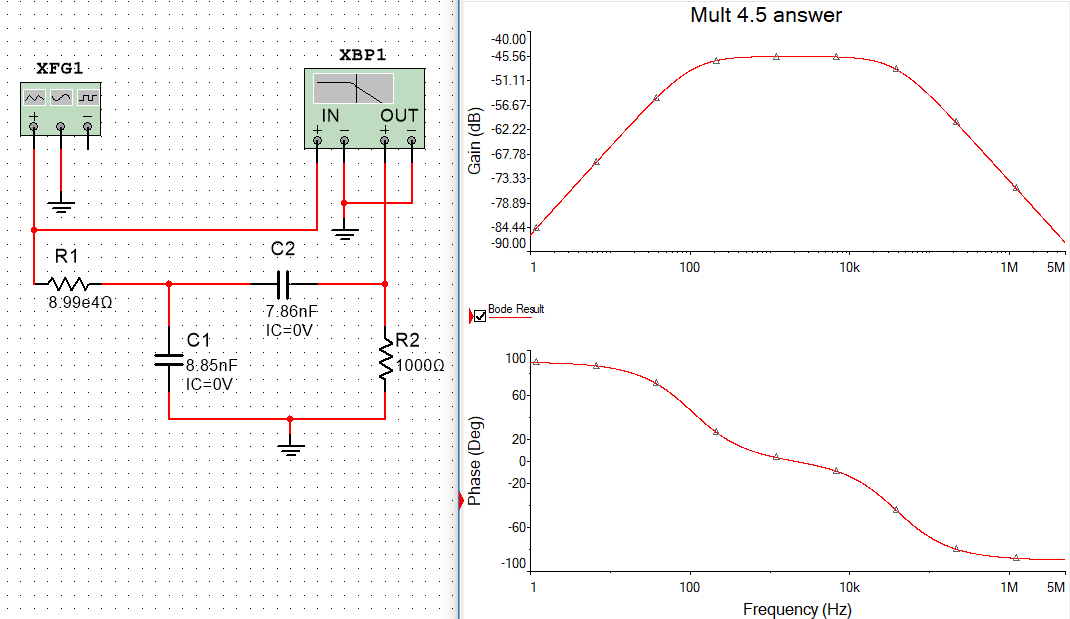 XFG1
+ −
XBP1
IN OUT
+ − + −
R1
8.99e4Ω
C2
7.86nF
IC=0V
C1
8.85nF
IC=0V
R2
1000Ω
Mult 4.5 answer
Gain (dB)
-40.00
-45.56
-51.11
-56.67
-62.22
-67.78
-73.33
-78.89
-84.44
-90.00
1 100 10k 1M 5M
Bode Result
Phase (Deg)
100
60
20
0
-20
-60
-100
1 100 10k 1M 5M
Frequency (Hz)